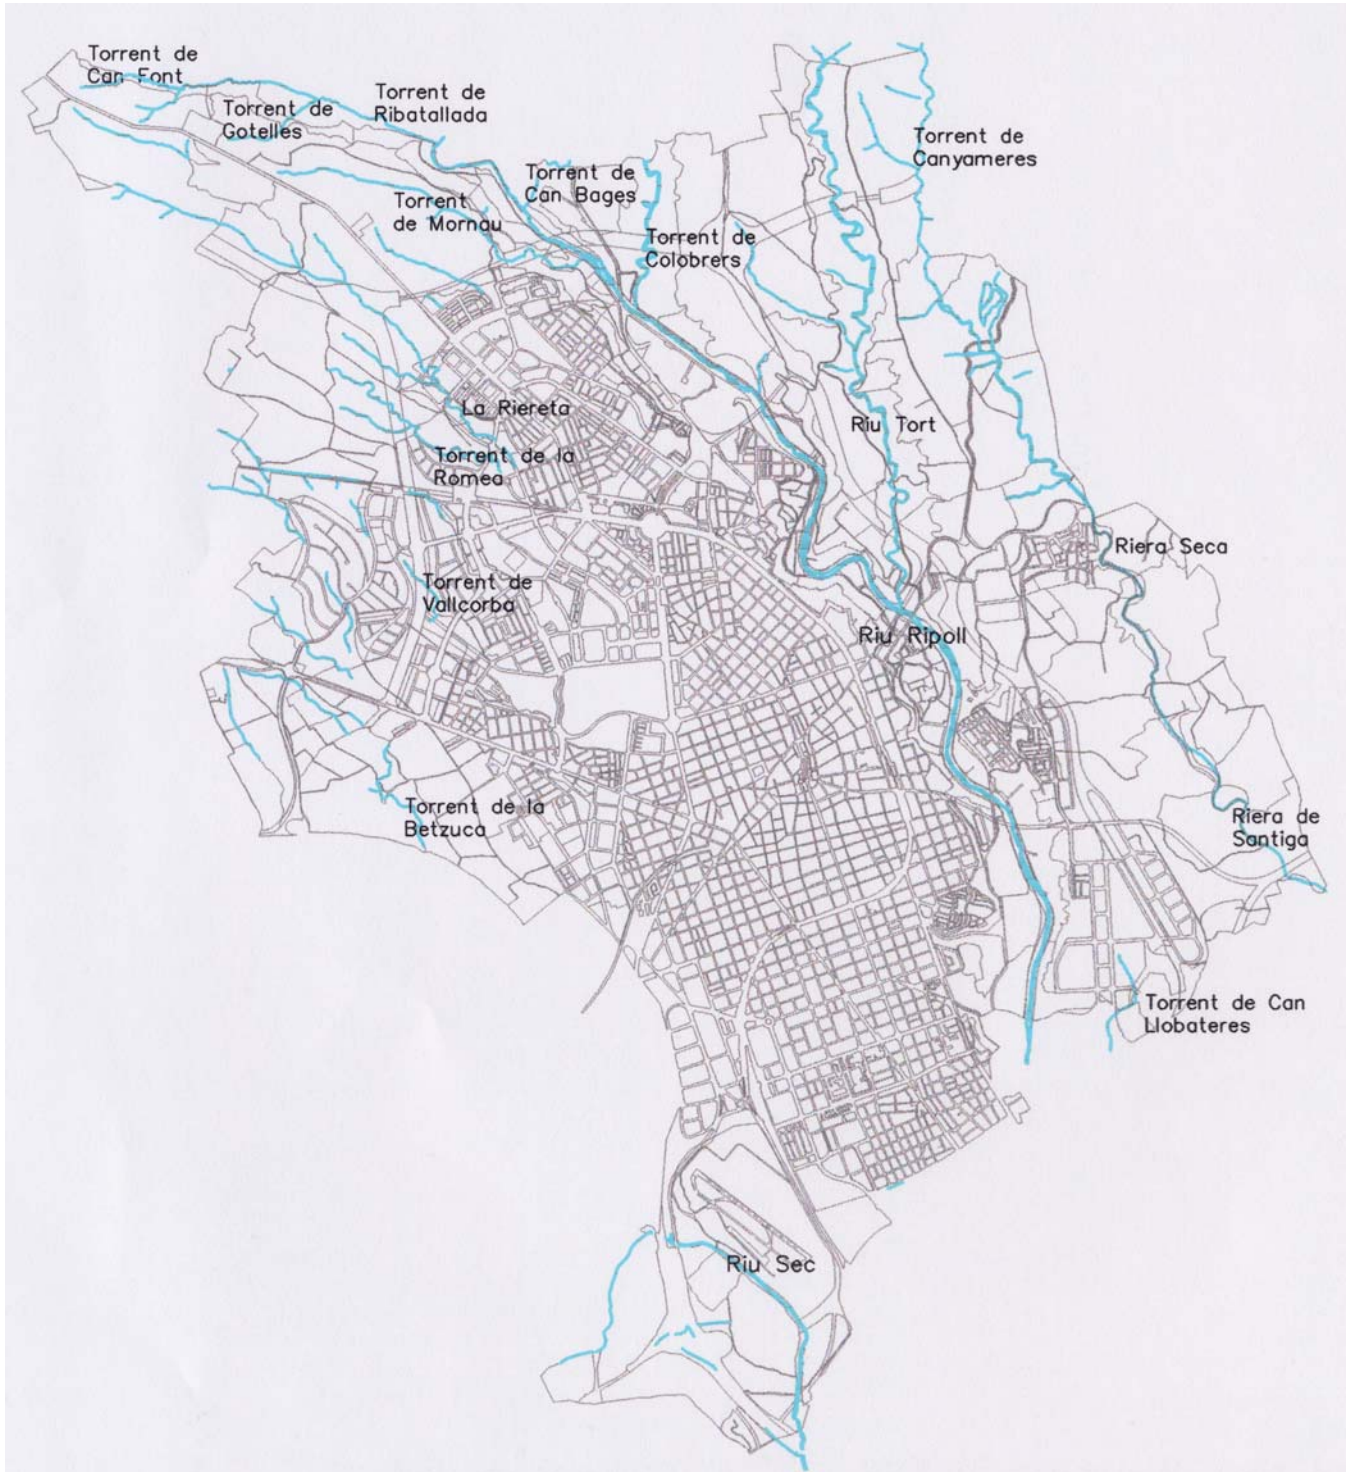 Torrent de
Can Font
Torrent de
Gotelles
Torrent de
Ribatallada
Torrent de
Canyameres
Torrent de
Can Bages
Torrent
de Mornau
Torrent de
Colobrers
La Riereta
Riu Tort
Torrent de la
Romea
Riera Seca
Torrent de
Vallcorba
Riu Ripoll
Torrent de la
Betzuca
Riera de
Santiga
Torrent de Can
Llobateres
Riu Sec